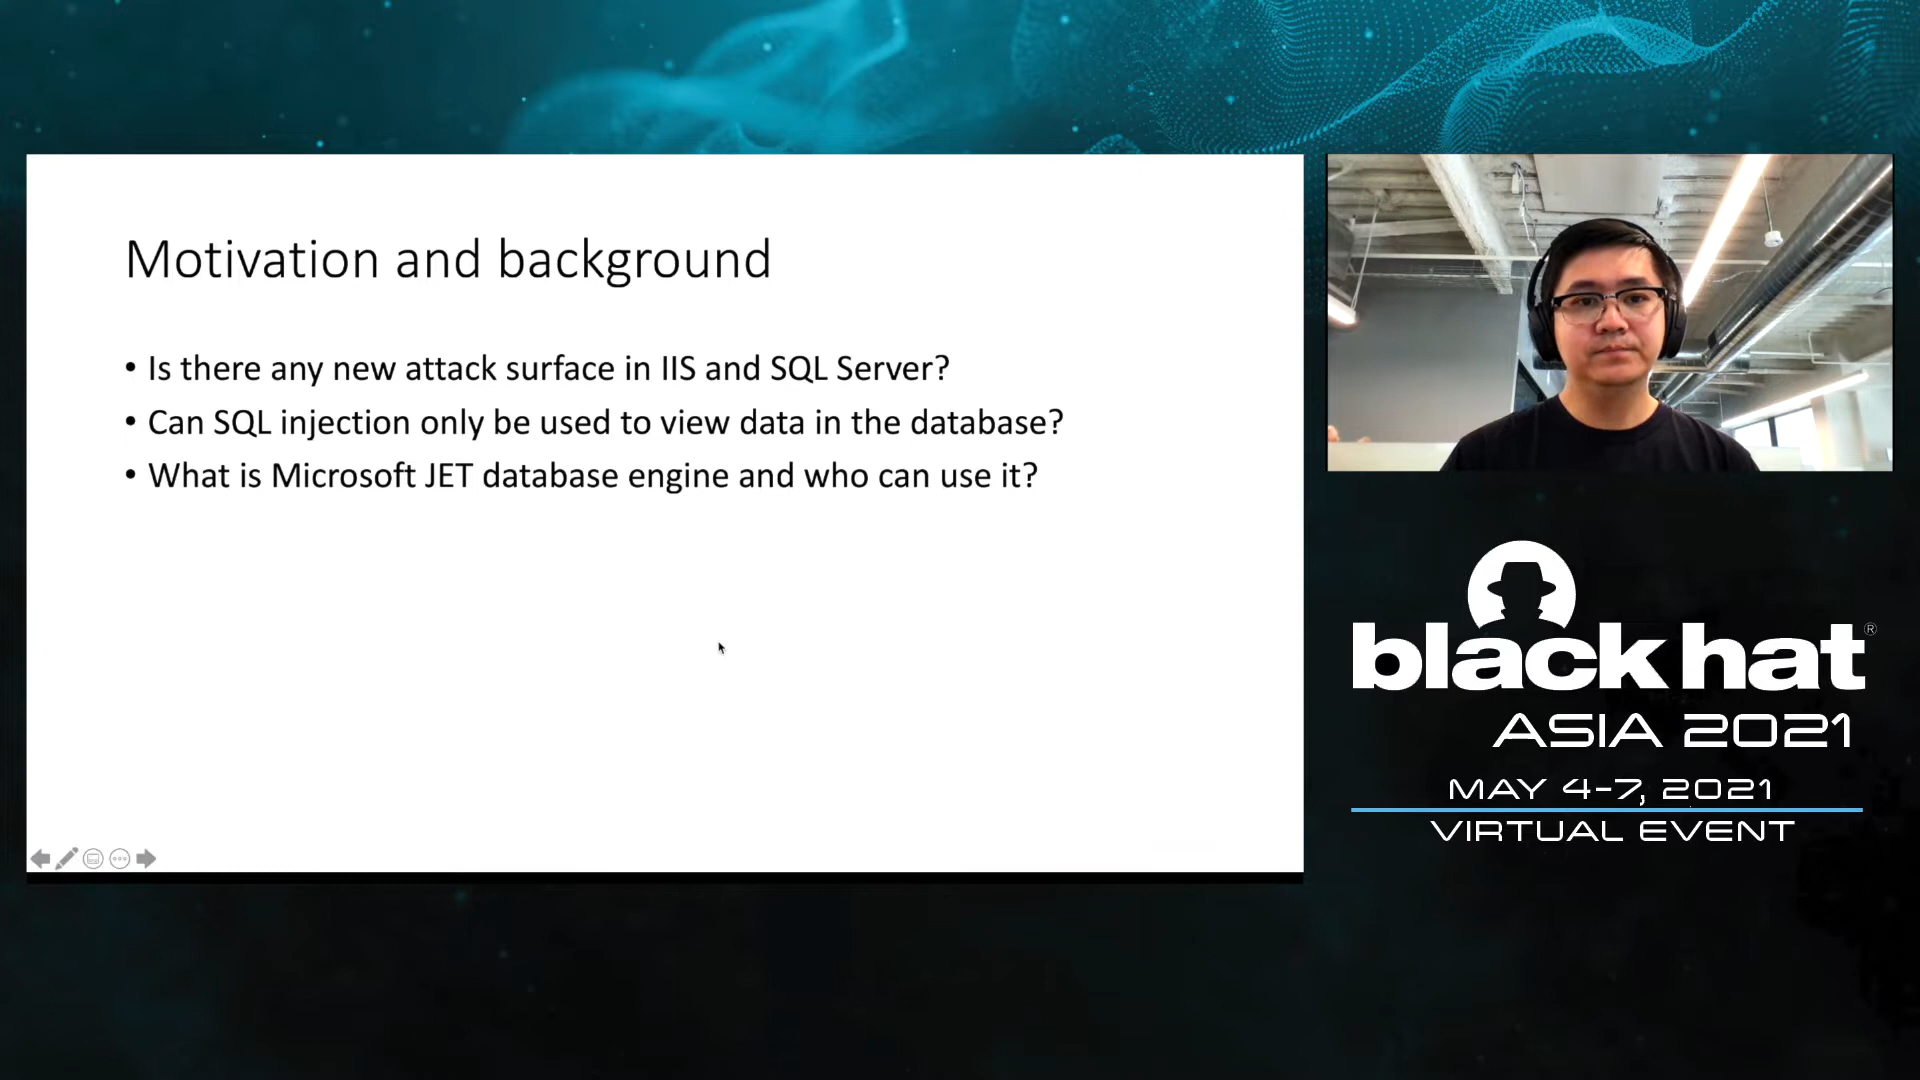 Motivation and background
• Is there any new attack surface in IIS and SQL Server?
• Can SQL injection only be used to view data in the database?
• What is Microsoft JET database engine and who can use it?
black hat®
ASIA 2021
MAY 4-7, 2021
VIRTUAL EVENT